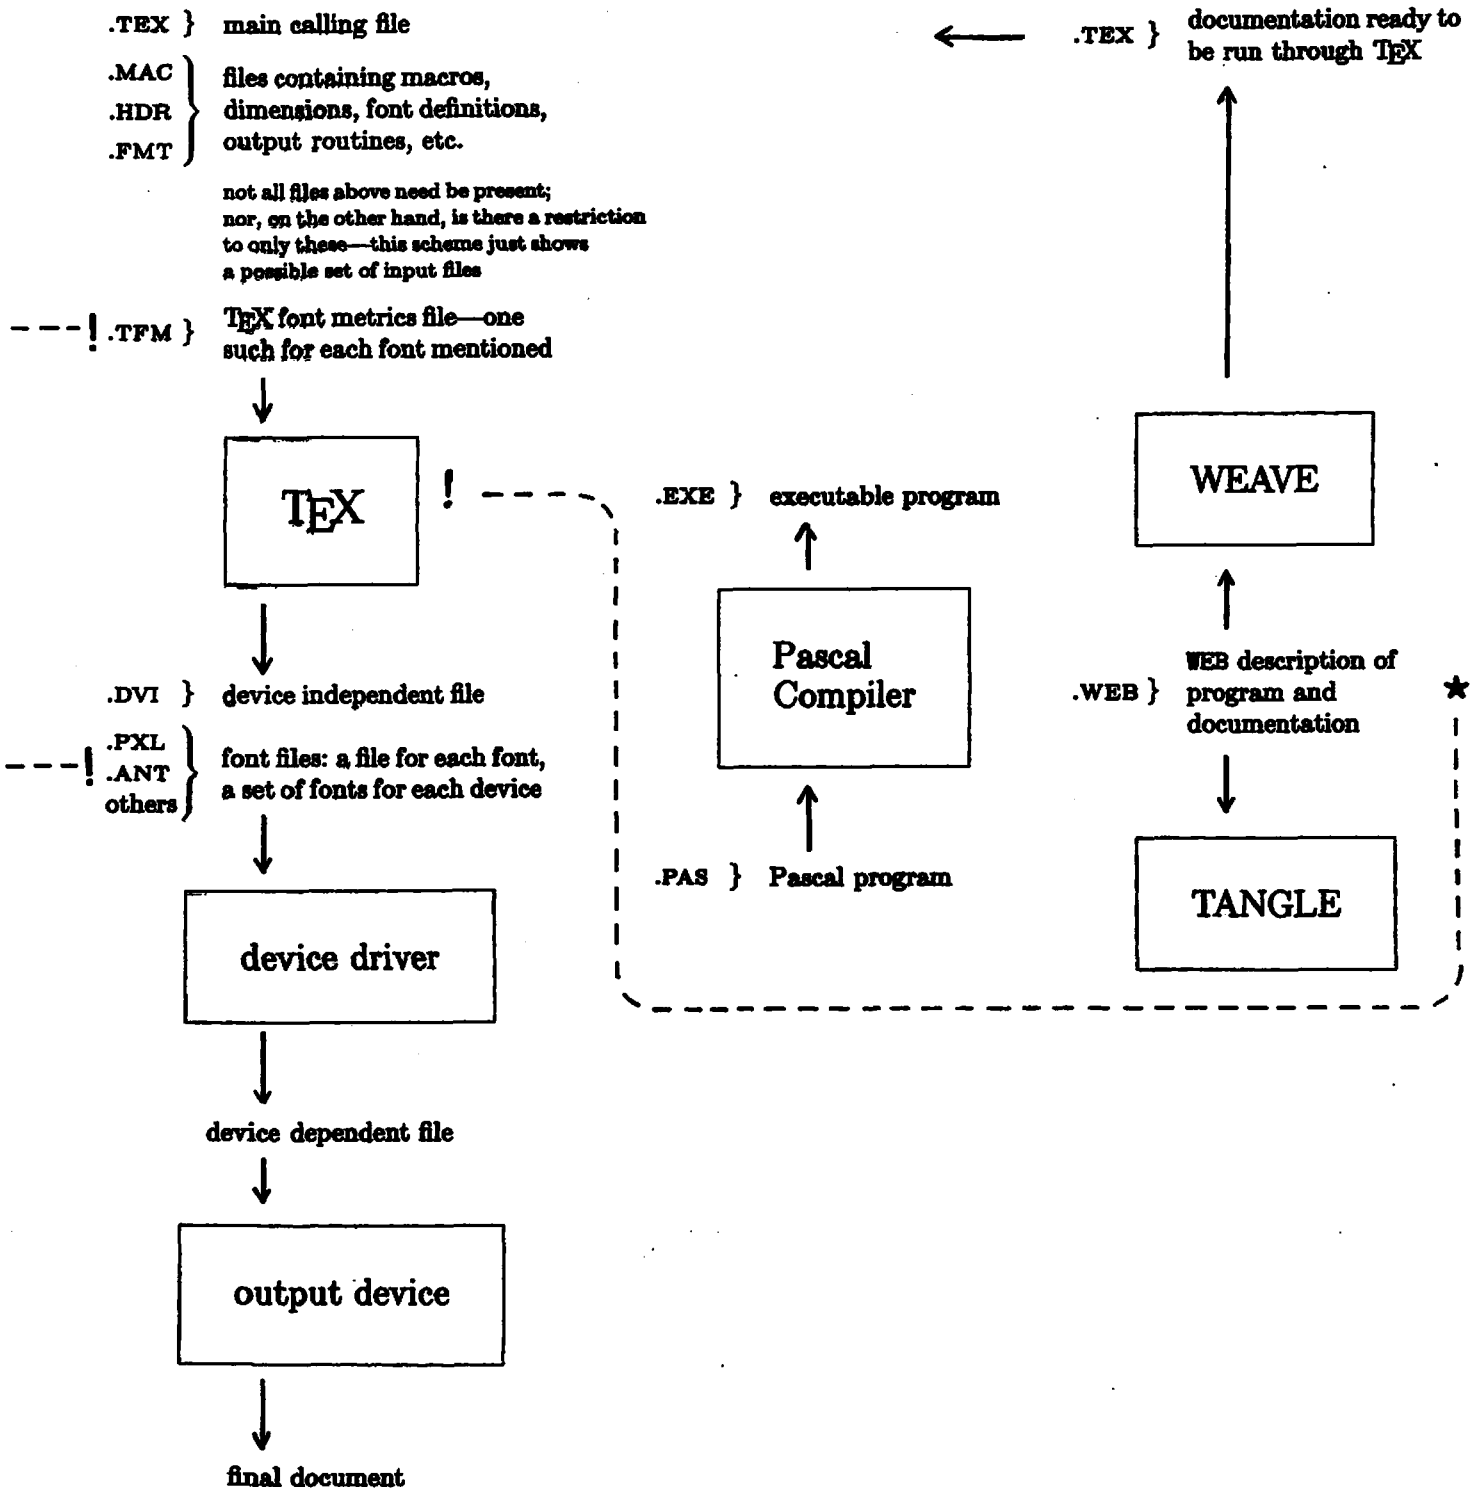 .TEX } main calling file
.MAC
.HDR
.FMT
files containing macros,
dimensions, font definitions,
output routines, etc.
not all files above need be present;
nor, on the other hand, is there a restriction
to only these—this scheme just shows
a possible set of input files
! .TFM } TEX font metrics file—one
such for each font mentioned
TEX
!
.DVI } device independent file
!
.PXL
.ANT
others
font files: a file for each font,
a set of fonts for each device
device driver
device dependent file
output device
final document
.EXE } executable program
Pascal
Compiler
.PAS } Pascal program
.TEX } documentation ready to
be run through TEX
WEAVE
.WEB } WEB description of
program and
documentation
★
TANGLE